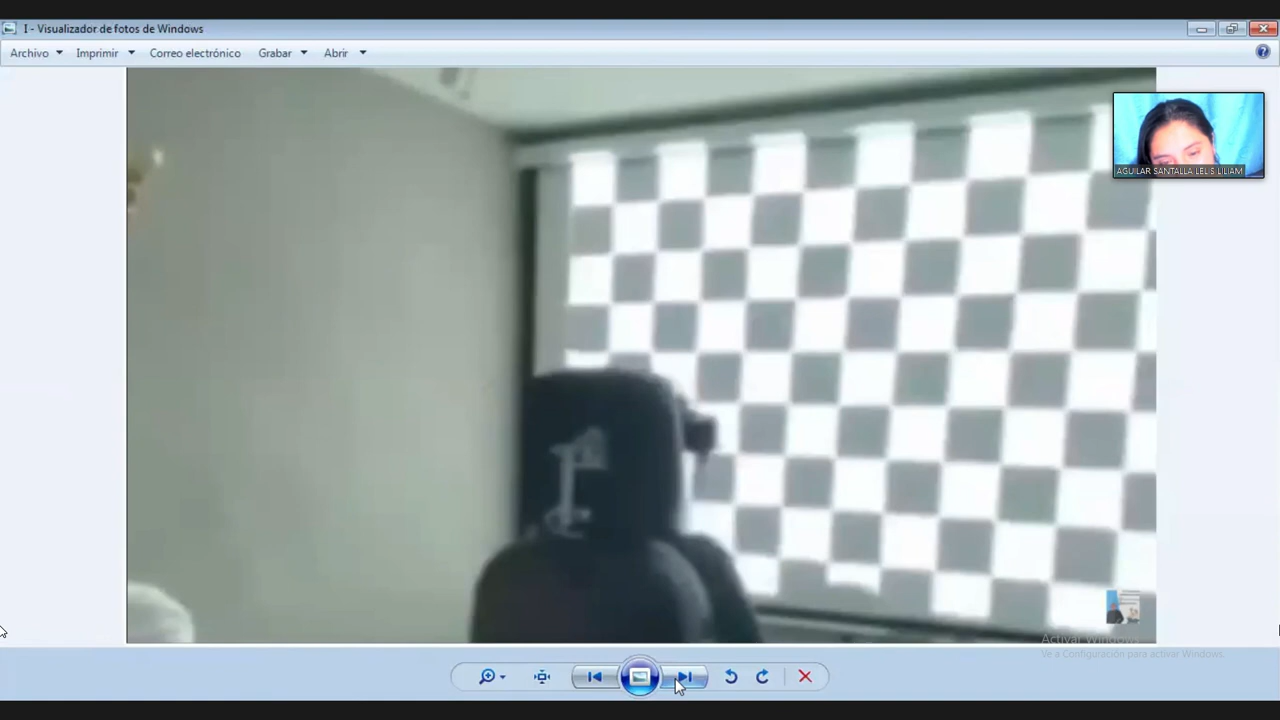 I - Visualizador de fotos de Windows
Archivo Imprimir Correo electrónico Grabar Abrir
AGUILAR SANTALLA LELIS LILIAM
Activar Windows
Ve a Configuración para activar Windows.